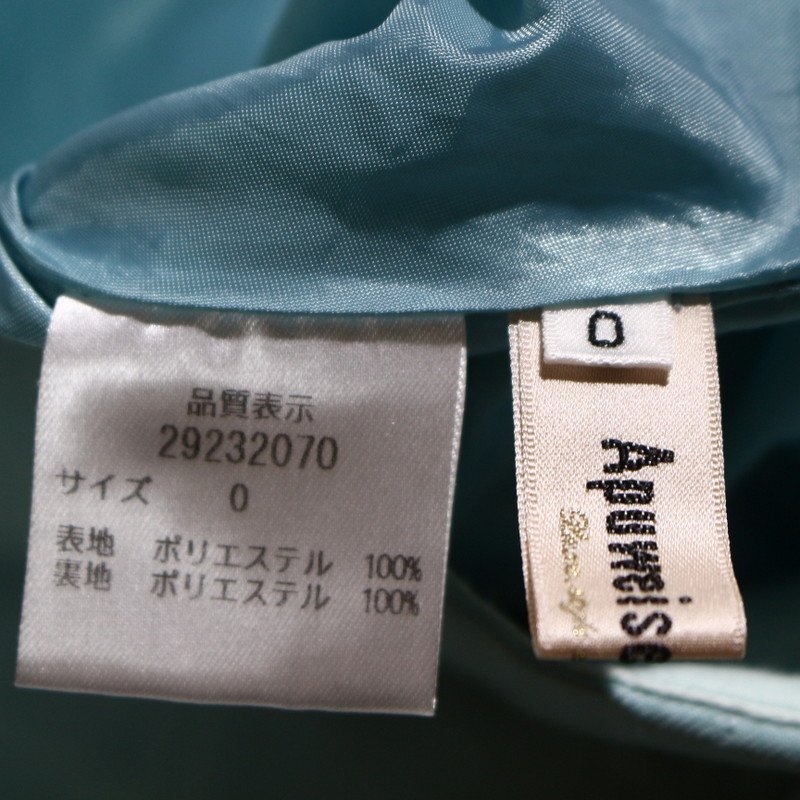 品質表示
29232070
サイズ 0
表地 ポリエステル 100%
裏地 ポリエステル 100%
0
Apuweise